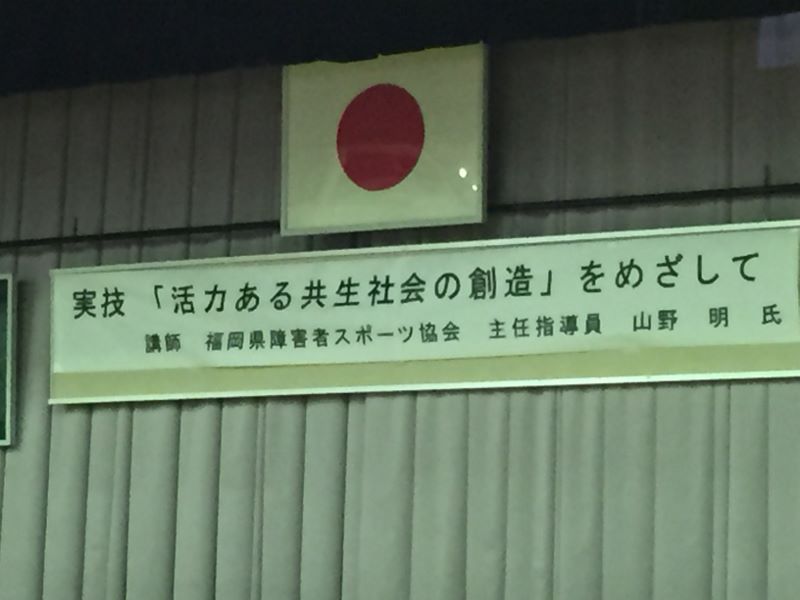 実技「活力ある共生社会の創造」をめざして
講師 福岡県障害者スポーツ協会 主任指導員 山野 明 氏